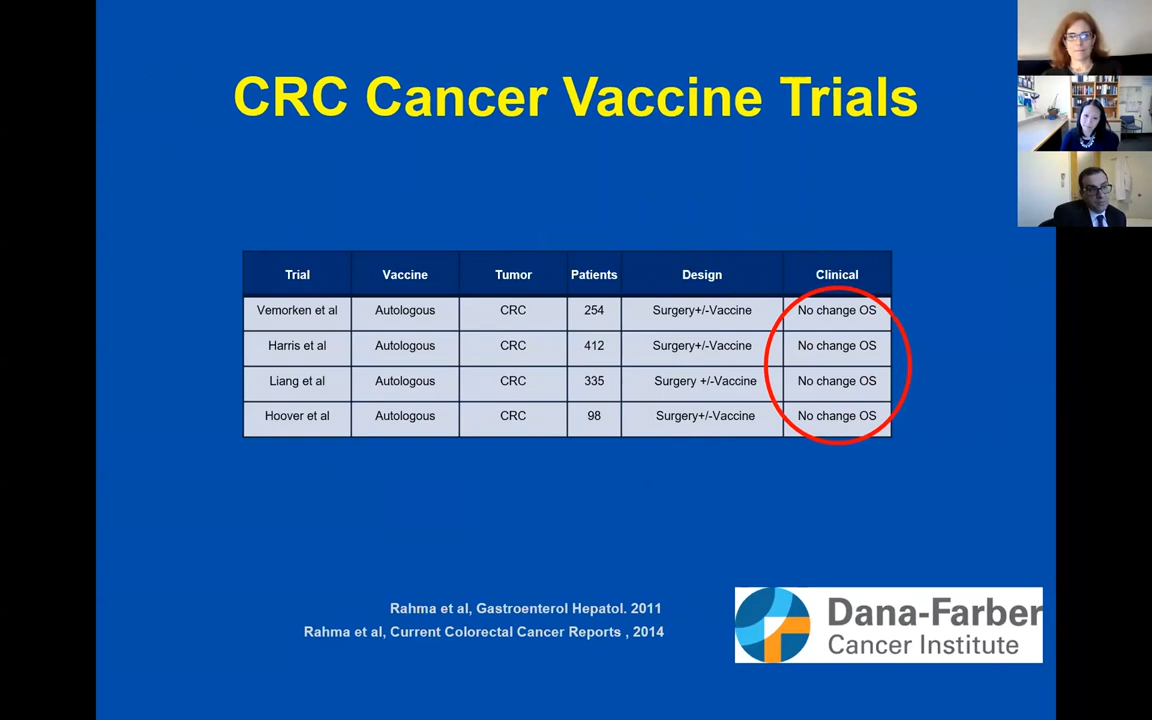 CRC Cancer Vaccine Trials
Trial Vaccine Tumor Patients Design Clinical
Vemorken et al Autologous CRC 254 Surgery+/-Vaccine No change OS
Harris et al Autologous CRC 412 Surgery+/-Vaccine No change OS
Liang et al Autologous CRC 335 Surgery +/-Vaccine No change OS
Hoover et al Autologous CRC 98 Surgery+/-Vaccine No change OS
Rahma et al, Gastroenterol Hepatol. 2011
Rahma et al, Current Colorectal Cancer Reports , 2014
Dana-Farber
Cancer Institute